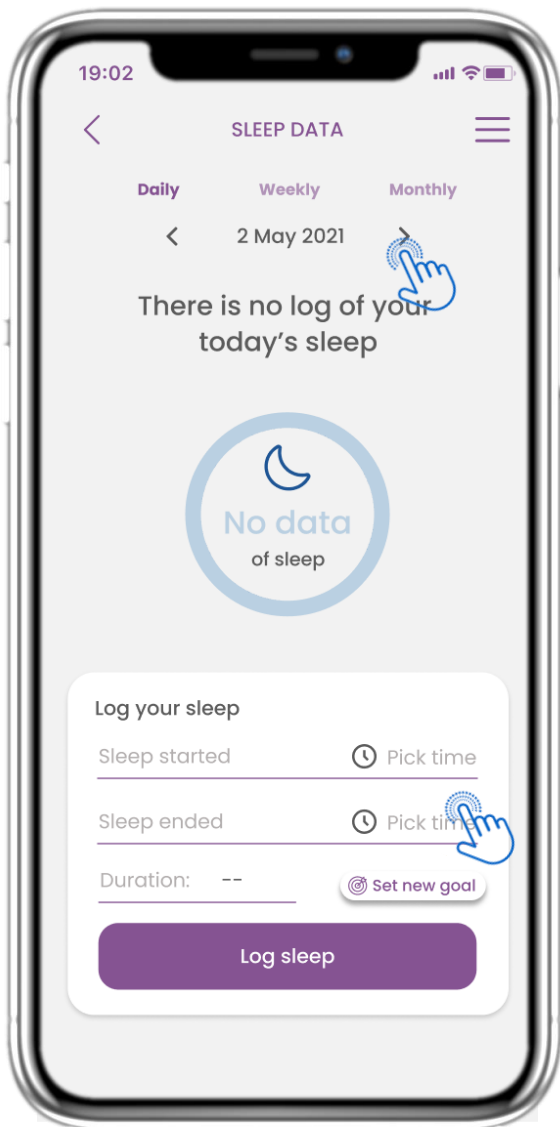 19:02
SLEEP DATA
Daily Weekly Monthly
2 May 2021
There is no log of your
today's sleep
No data
of sleep
Log your sleep
Sleep started Pick time
Sleep ended Pick time
Duration: --
Set new goal
Log sleep